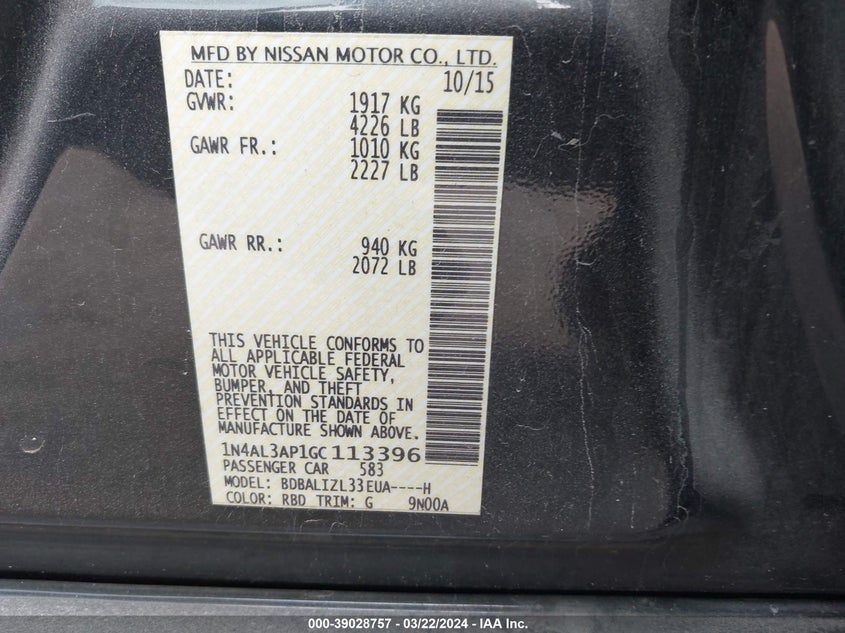 MFD BY NISSAN MOTOR CO., LTD.
DATE: 10/15
GVWR: 1917 KG
4226 LB
GAWR FR.: 1010 KG
2227 LB
GAWR RR.: 940 KG
2072 LB
THIS VEHICLE CONFORMS TO
ALL APPLICABLE FEDERAL
MOTOR VEHICLE SAFETY,
BUMPER, AND THEFT
PREVENTION STANDARDS IN
EFFECT ON THE DATE OF
MANUFACTURE SHOWN ABOVE.
1N4AL3AP1GC113396
PASSENGER CAR 583
MODEL: BDBALIZL33EUA----H
COLOR: RBD TRIM: G 9N00A
000-39028757 - 03/22/2024 - IAA Inc.